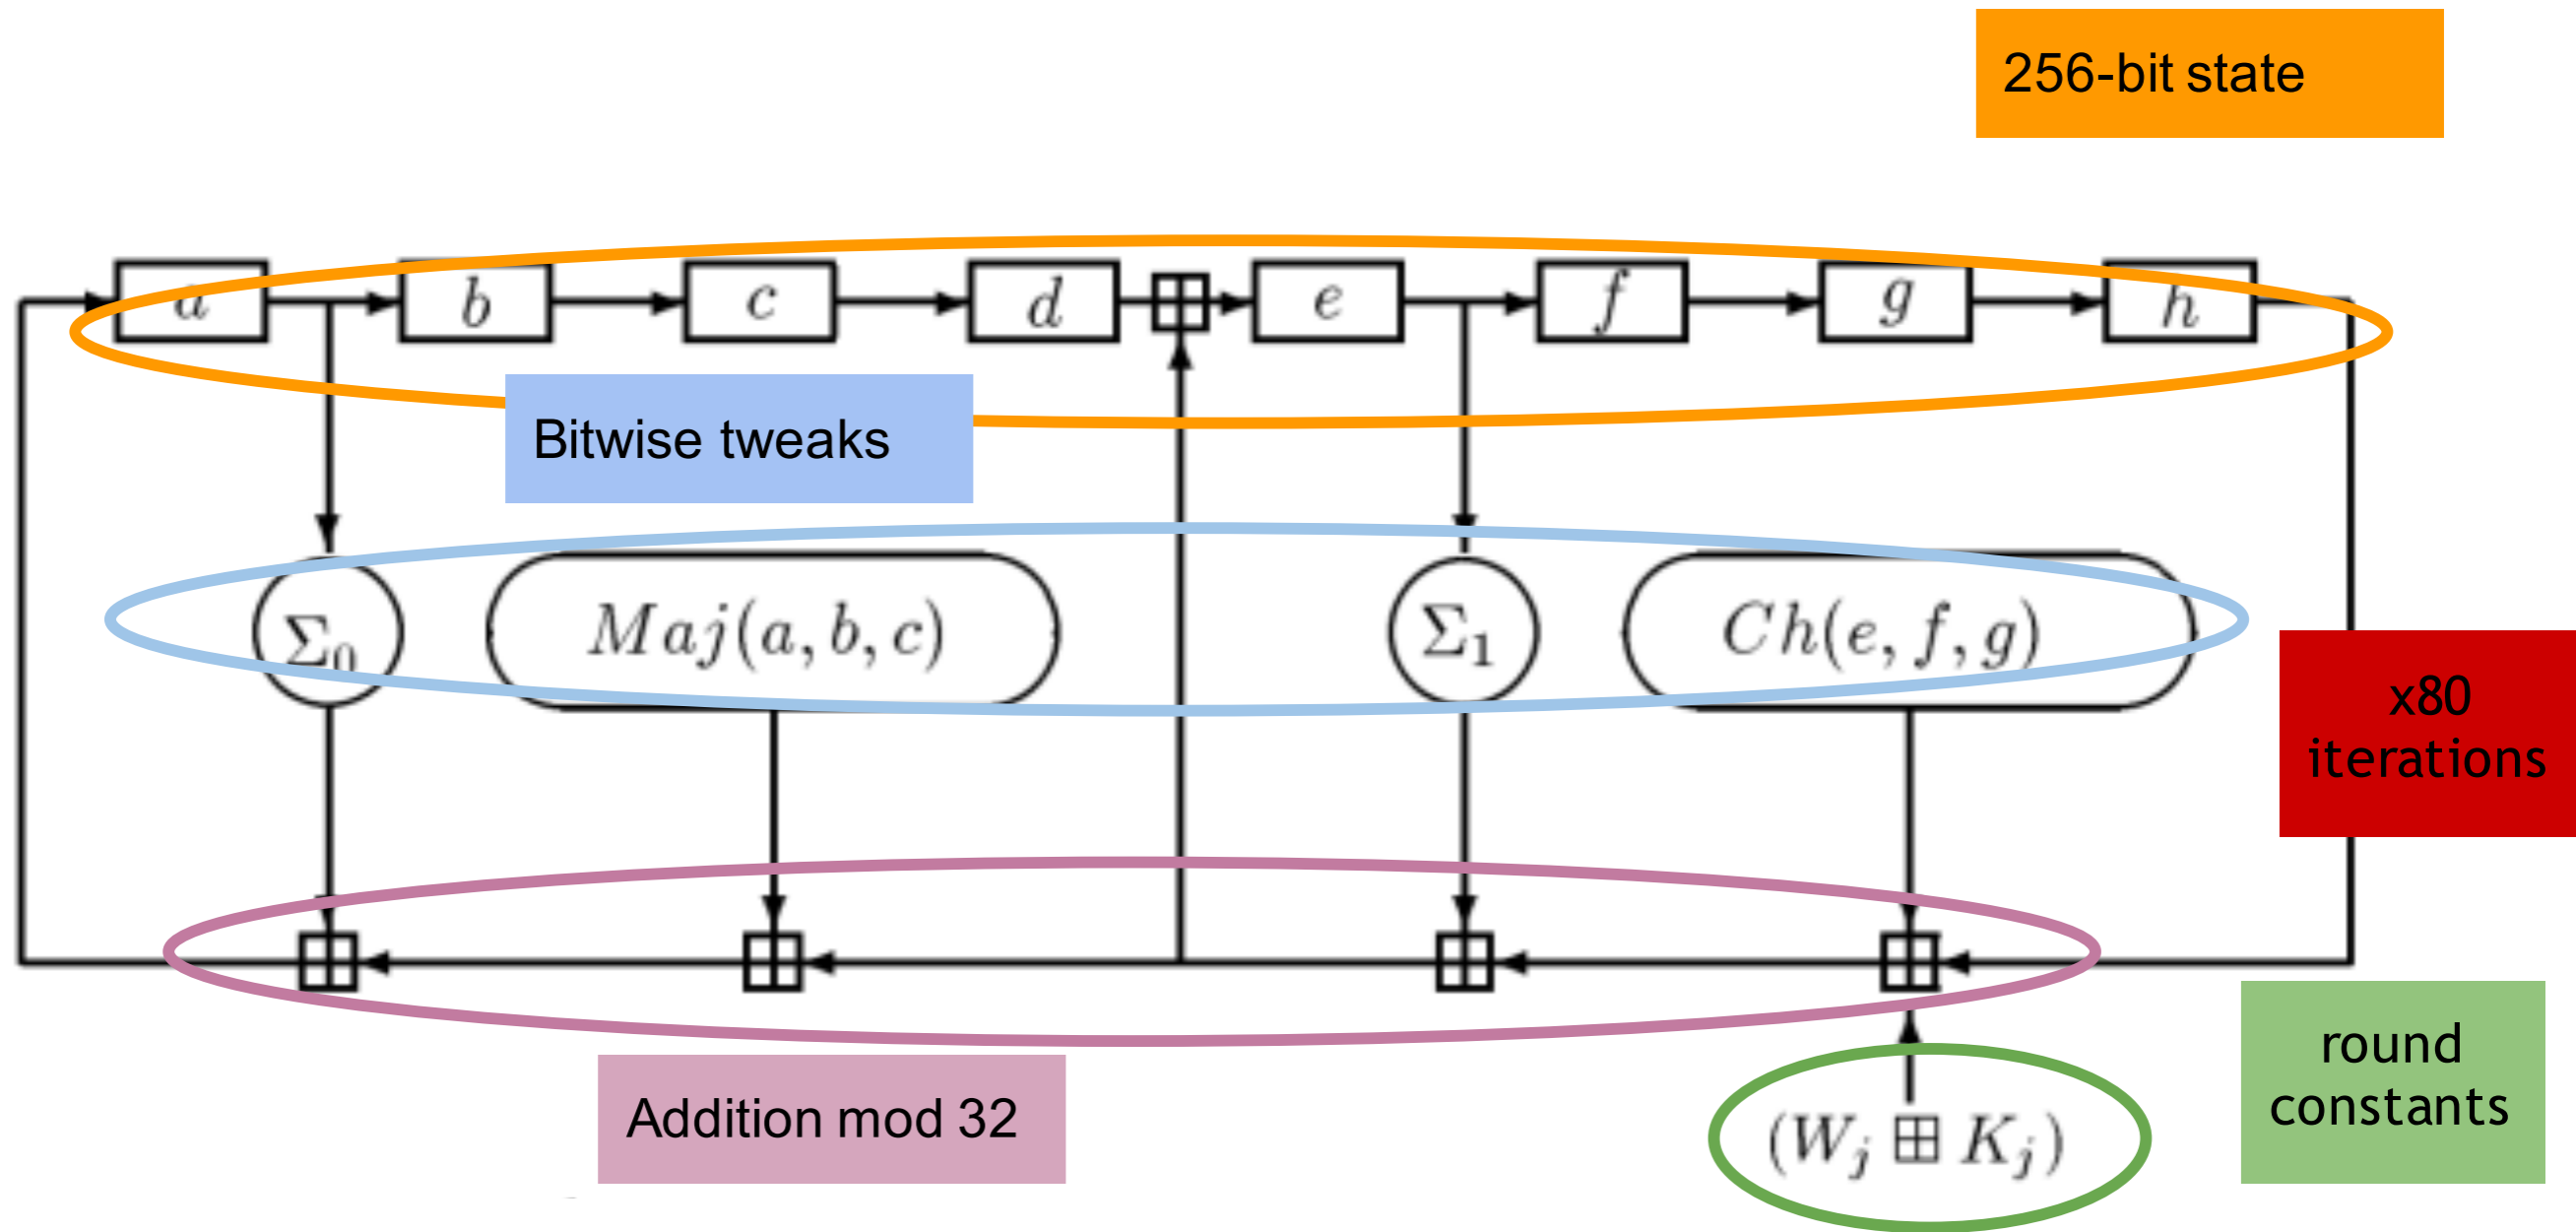 256-bit state
a b c d ⊞ e f g h
Bitwise tweaks
Σ₀ Maj(a, b, c) Σ₁ Ch(e, f, g)
x80
iterations
round
constants
Addition mod 32
(Wⱼ ⊞ Kⱼ)